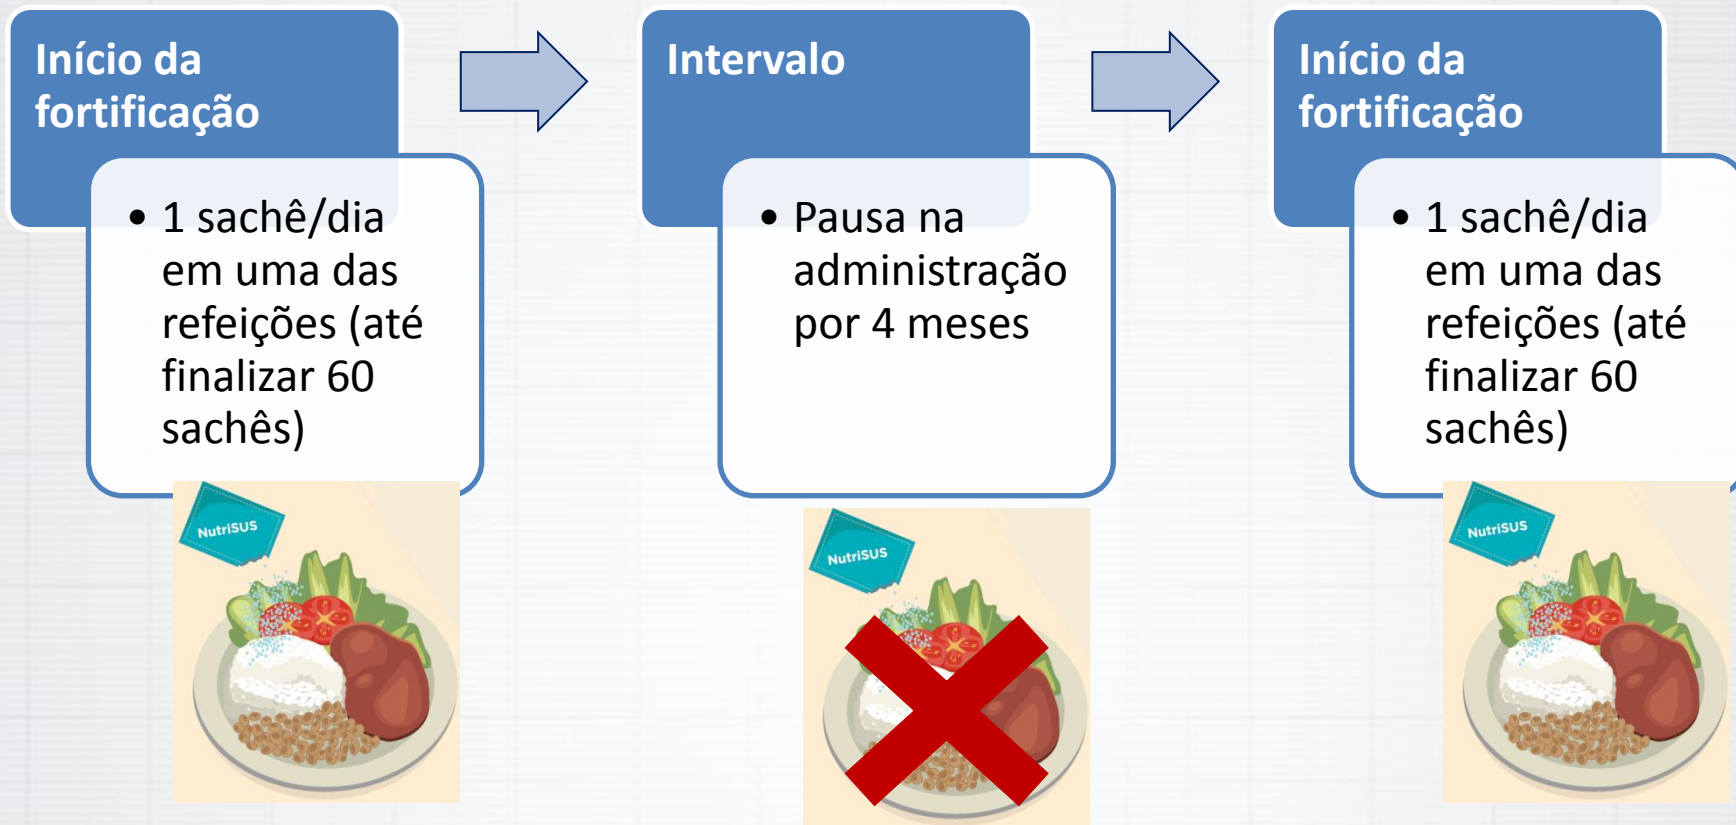 Início da
fortificação
• 1 sachê/dia
em uma das
refeições (até
finalizar 60
sachês)
NutriSUS
Intervalo
• Pausa na
administração
por 4 meses
NutriSUS
Início da
fortificação
• 1 sachê/dia
em uma das
refeições (até
finalizar 60
sachês)
NutriSUS